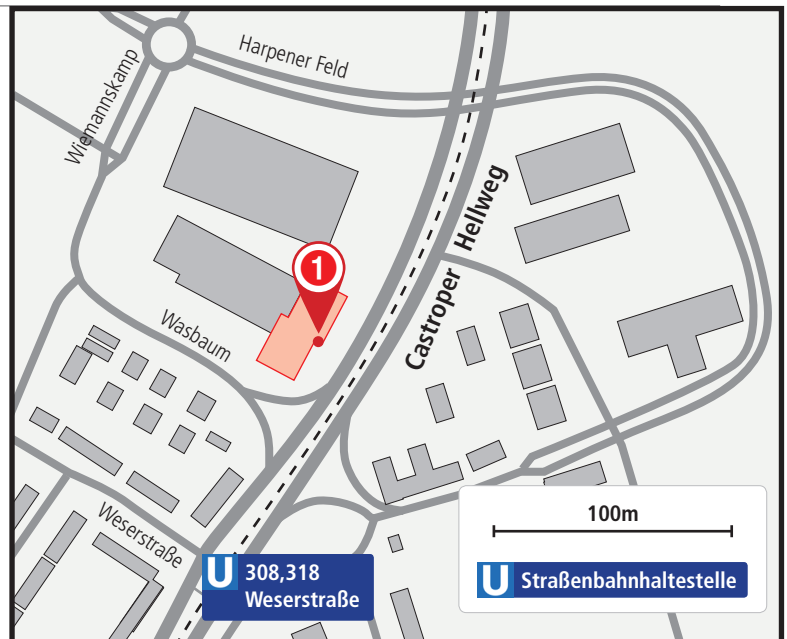 Harpener Feld
Wiemannskamp
Castroper Hellweg
1
Wasbaum
Weserstraße
100m
U 308,318
Weserstraße
U Straßenbahnhaltestelle